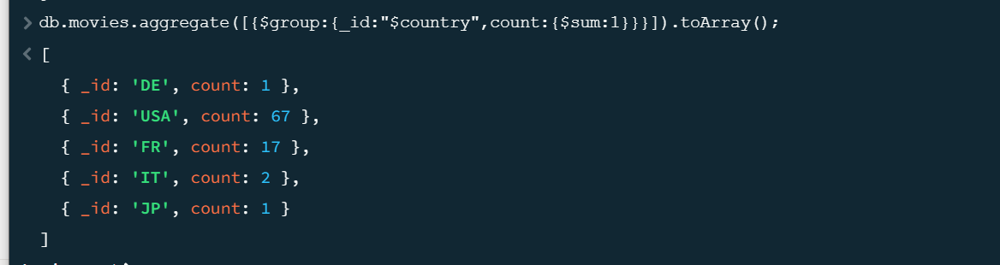 > db.movies.aggregate([{$group:{_id:"$country",count:{$sum:1}}}]).toArray();
< [
{ _id: 'DE', count: 1 },
{ _id: 'USA', count: 67 },
{ _id: 'FR', count: 17 },
{ _id: 'IT', count: 2 },
{ _id: 'JP', count: 1 }
]